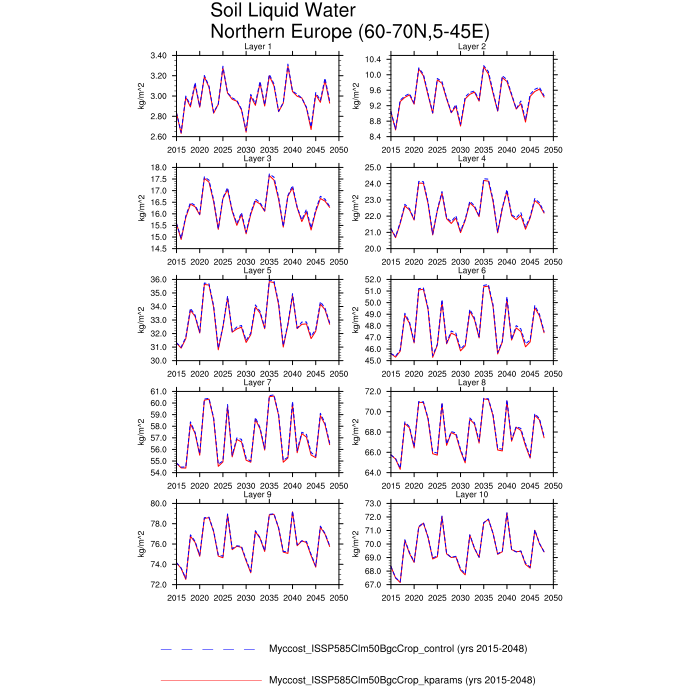 Soil Liquid Water
Northern Europe (60-70N,5-45E)
Layer 1
Layer 2
kg/m^2
3.40
3.20
3.00
2.80
2.60
2015 2020 2025 2030 2035 2040 2045 2050
kg/m^2
10.4
10.0
9.6
9.2
8.8
8.4
2015 2020 2025 2030 2035 2040 2045 2050
Layer 3
Layer 4
kg/m^2
18.0
17.5
17.0
16.5
16.0
15.5
15.0
14.5
2015 2020 2025 2030 2035 2040 2045 2050
kg/m^2
25.0
24.0
23.0
22.0
21.0
20.0
2015 2020 2025 2030 2035 2040 2045 2050
Layer 5
Layer 6
kg/m^2
36.0
35.0
34.0
33.0
32.0
31.0
30.0
2015 2020 2025 2030 2035 2040 2045 2050
kg/m^2
52.0
51.0
50.0
49.0
48.0
47.0
46.0
45.0
2015 2020 2025 2030 2035 2040 2045 2050
Layer 7
Layer 8
kg/m^2
61.0
60.0
59.0
58.0
57.0
56.0
55.0
54.0
2015 2020 2025 2030 2035 2040 2045 2050
kg/m^2
72.0
70.0
68.0
66.0
64.0
2015 2020 2025 2030 2035 2040 2045 2050
Layer 9
Layer 10
kg/m^2
80.0
78.0
76.0
74.0
72.0
2015 2020 2025 2030 2035 2040 2045 2050
kg/m^2
73.0
72.0
71.0
70.0
69.0
68.0
67.0
2015 2020 2025 2030 2035 2040 2045 2050
Myccost_ISSP585Clm50BgcCrop_control (yrs 2015-2048)
Myccost_ISSP585Clm50BgcCrop_kparams (yrs 2015-2048)